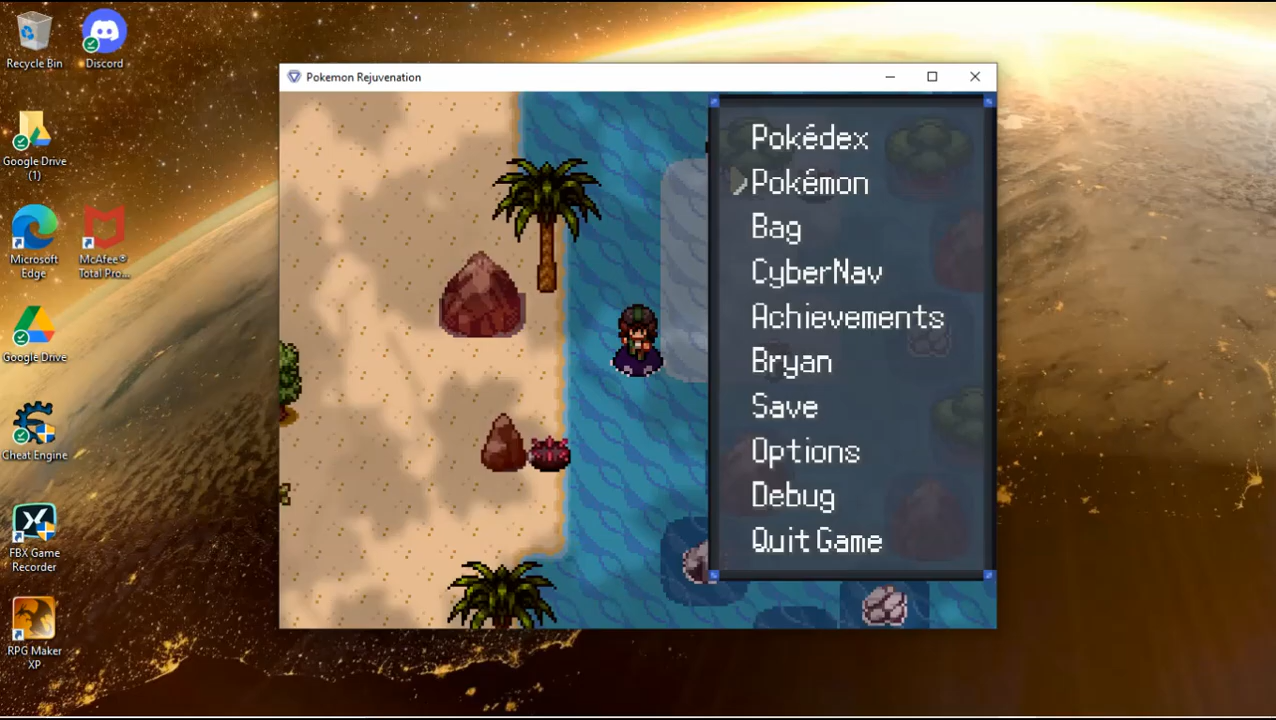 Recycle Bin
Discord
Google Drive
(1)
Microsoft
Edge
McAfee®
Total Pro...
Google Drive
Cheat Engine
FBX Game
Recorder
RPG Maker
XP
Pokemon Rejuvenation
Pokédex
Pokémon
Bag
CyberNav
Achievements
Bryan
Save
Options
Debug
Quit Game